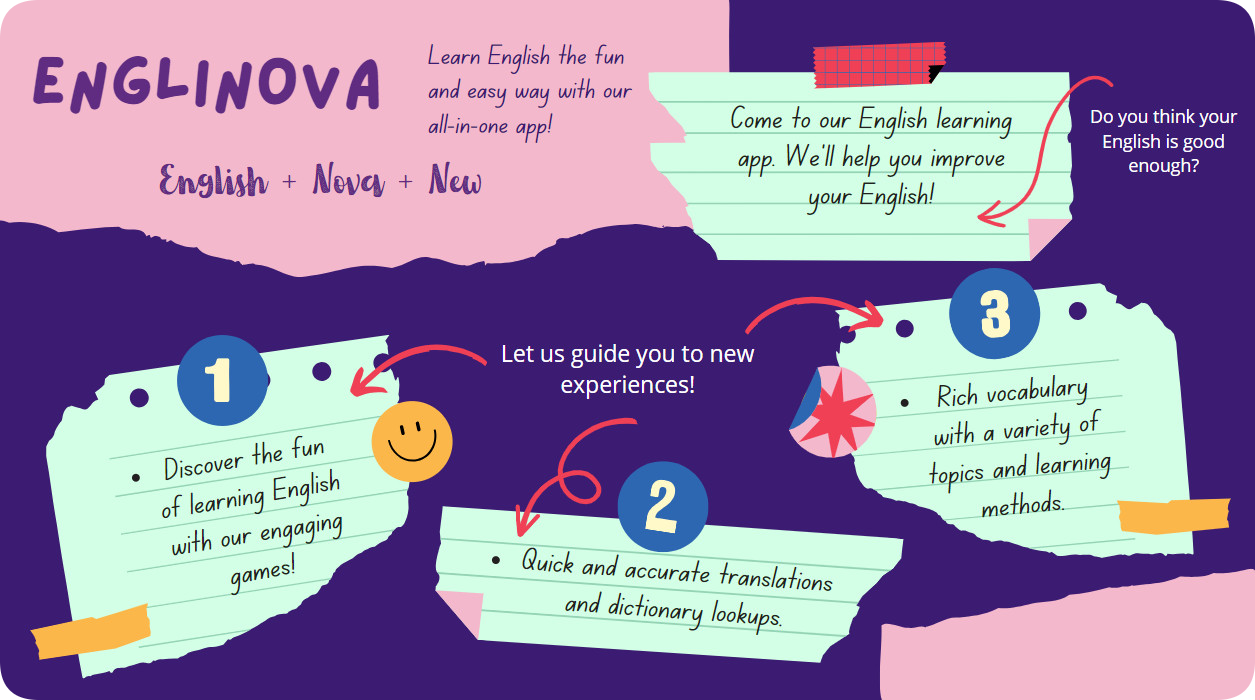 ENGLINOVA
Learn English the fun
and easy way with our
all-in-one app!
English + Nova + New
Come to our English learning
app. We'll help you improve
your English!
Do you think your
English is good
enough?
Let us guide you to new
experiences!
1
• Discover the fun
of learning English
with our engaging
games!
2
• Quick and accurate translations
and dictionary lookups.
3
• Rich vocabulary
with a variety of
topics and learning
methods.